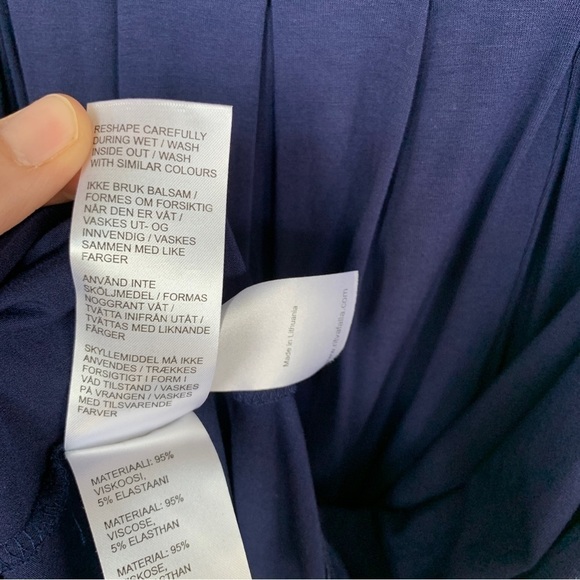 RESHAPE CAREFULLY
DURING WET / WASH
INSIDE OUT / WASH
WITH SIMILAR COLOURS
IKKE BRUK BALSAM /
FORMES OM FORSIKTIG
NÅR DEN ER VÅT /
VASKES UT- OG
INNVENDIG / VASKES
SAMMEN MED LIKE
FARGER
ANVÄND INTE
SKÖLJMEDEL / FORMAS
NOGGRANT VÅT /
TVÄTTA INIFRÅN UTÅT /
TVÄTTAS MED LIKNANDE
FÄRGER
SKYLLEMIDDEL MÅ IKKE
ANVENDES / TRÆKKES
FORSIGTIGT I FORM I
VÅD TILSTAND / VASKES
PÅ VRANGEN / VASKES
MED TILSVARENDE
FARVER
Made in Lithuania
MATERIAALI: 95%
VISKOOSI,
5% ELASTAANI
MATERIAAL: 95%
VISCOSE,
5% ELASTHAN
MATERIAL: 95%
VISKOSE,
5% ELASTHAN